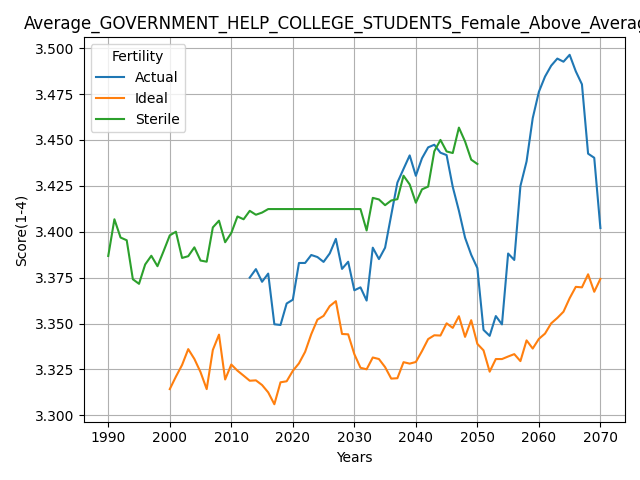 Average_GOVERNMENT_HELP_COLLEGE_STUDENTS_Female_Above_Averag
Fertility
Actual
Ideal
Sterile
Score(1-4)
3.500
3.475
3.450
3.425
3.400
3.375
3.350
3.325
3.300
1990 2000 2010 2020 2030 2040 2050 2060 2070
Years